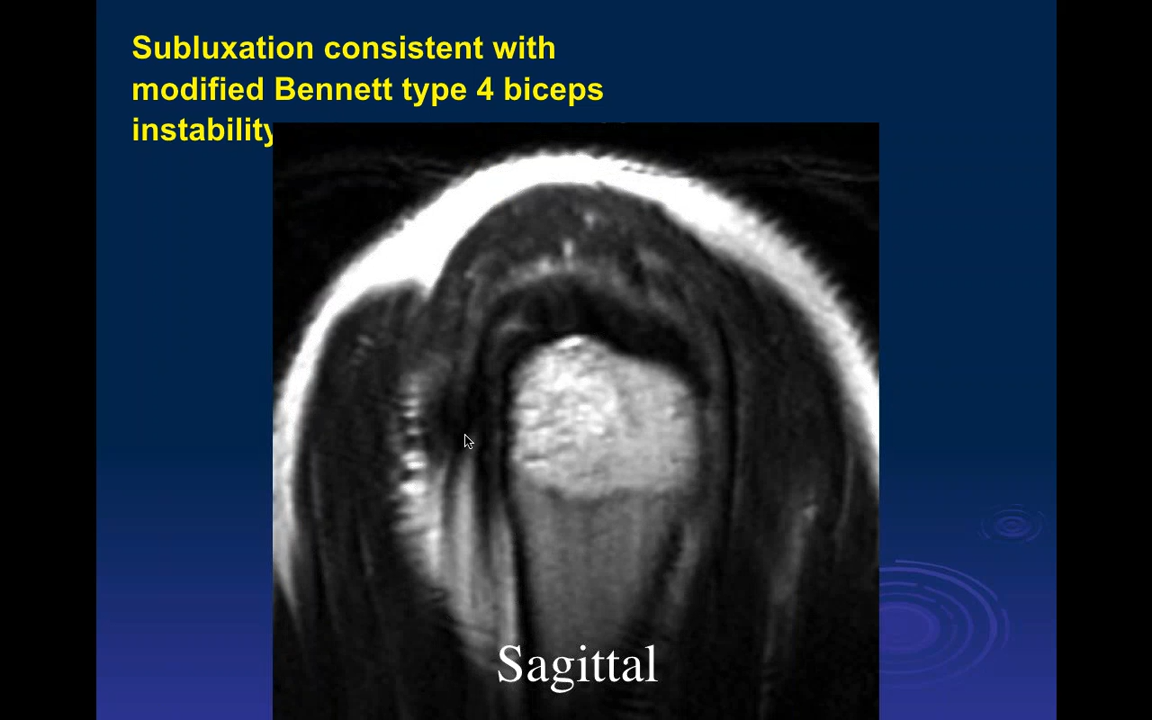 Subluxation consistent with
modified Bennett type 4 biceps
instability
Sagittal